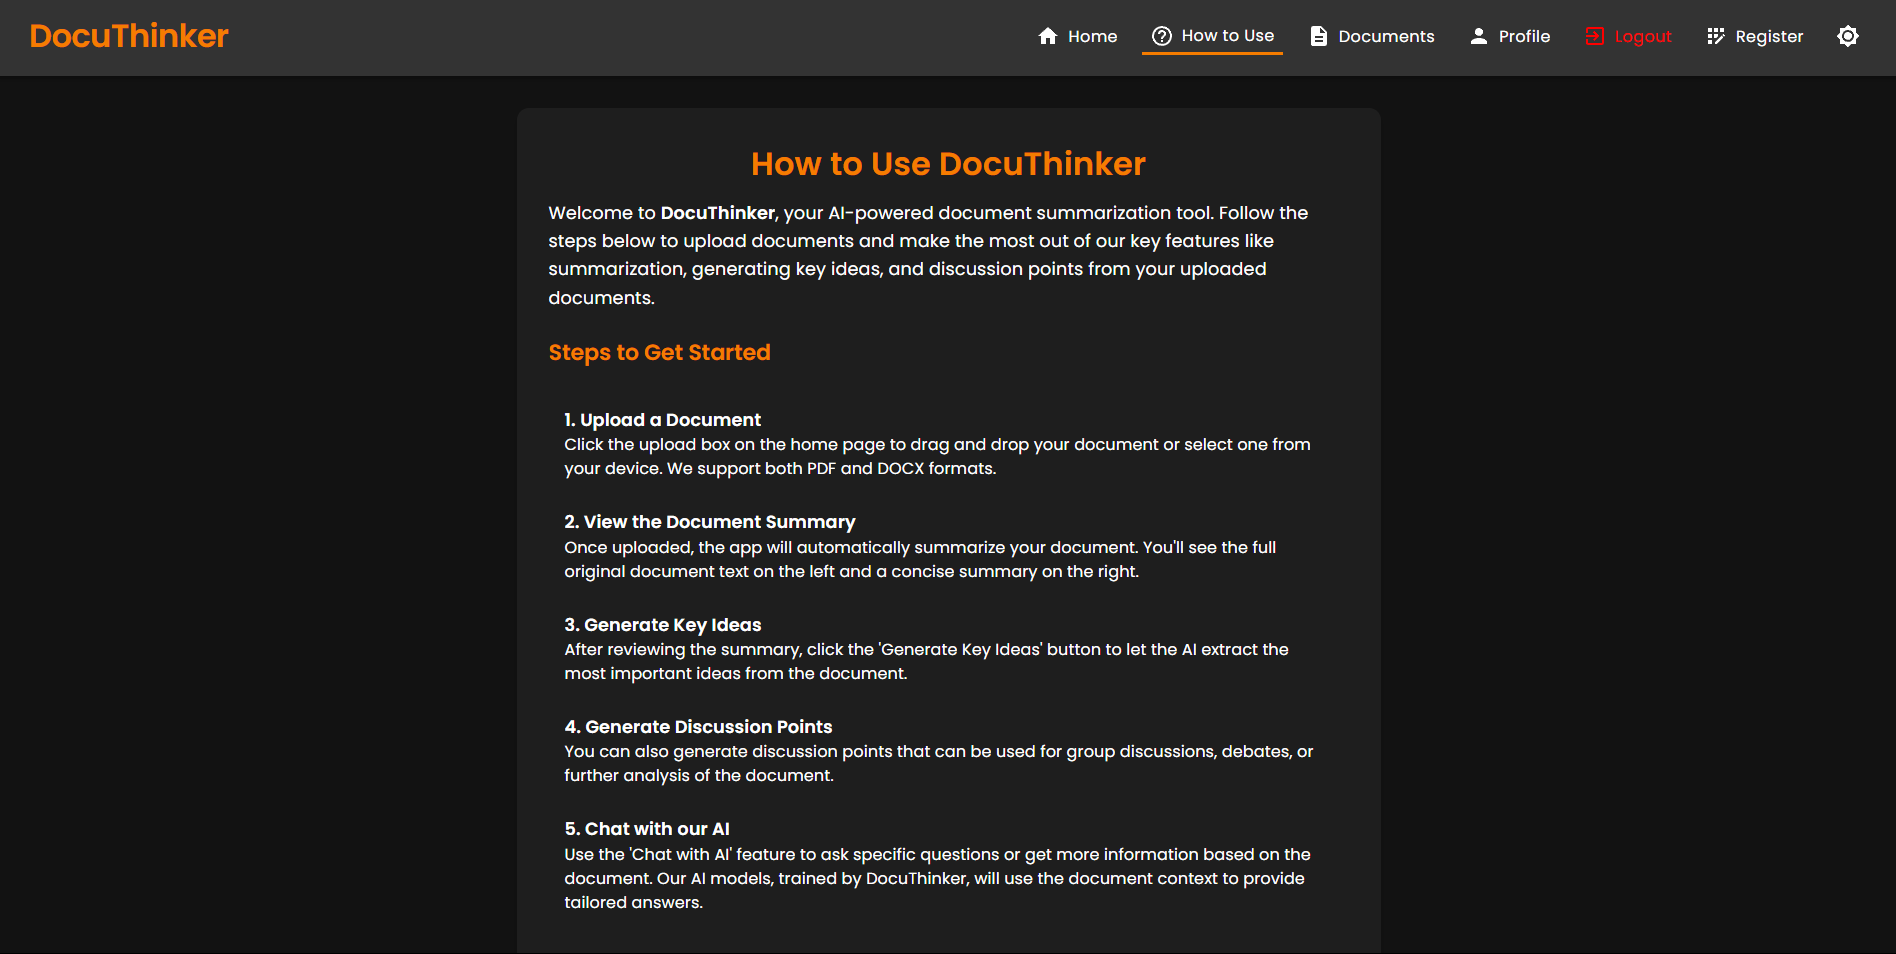 DocuThinker
Home
How to Use
Documents
Profile
Logout
Register
How to Use DocuThinker
Welcome to DocuThinker, your AI-powered document summarization tool. Follow the
steps below to upload documents and make the most out of our key features like
summarization, generating key ideas, and discussion points from your uploaded
documents.
Steps to Get Started
1. Upload a Document
Click the upload box on the home page to drag and drop your document or select one from
your device. We support both PDF and DOCX formats.
2. View the Document Summary
Once uploaded, the app will automatically summarize your document. You'll see the full
original document text on the left and a concise summary on the right.
3. Generate Key Ideas
After reviewing the summary, click the 'Generate Key Ideas' button to let the AI extract the
most important ideas from the document.
4. Generate Discussion Points
You can also generate discussion points that can be used for group discussions, debates, or
further analysis of the document.
5. Chat with our AI
Use the 'Chat with AI' feature to ask specific questions or get more information based on the
document. Our AI models, trained by DocuThinker, will use the document context to provide
tailored answers.